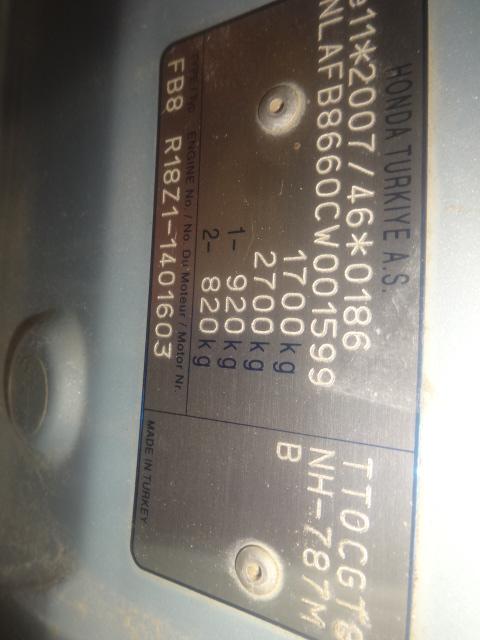 HONDA TURKIYE A.S.
e11*2007/46*0186
NLAFB8660CW001599
1700 kg
2700 kg
1- 920 kg
2- 820 kg
ENGINE No. / No. Du Moteur / Motor Nr.
FB8 R18Z1-1401603
TT0CGT
NH-787M
B
MADE IN TURKEY